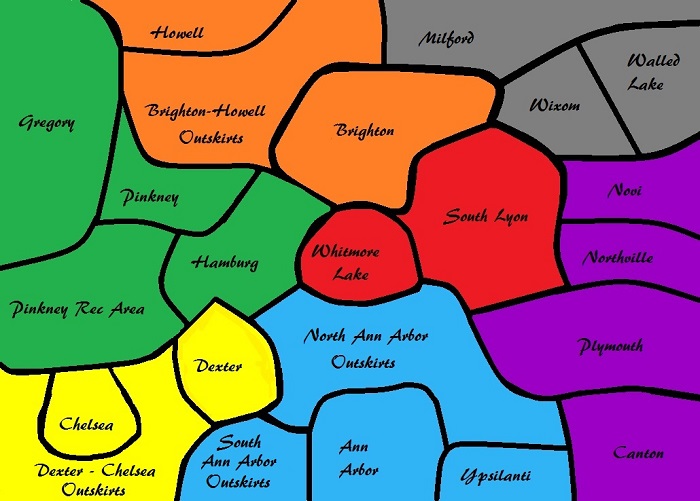 Howell
Milford
Walled
Lake
Wixom
Gregory
Brighton-Howell
Outskirts
Brighton
Pinkney
Novi
South Lyon
Whitmore
Lake
Hamburg
Northville
Pinkney Rec Area
North Ann Arbor
Outskirts
Plymouth
Dexter
Chelsea
Dexter - Chelsea
Outskirts
South
Ann Arbor
Outskirts
Ann
Arbor
Ypsilanti
Canton